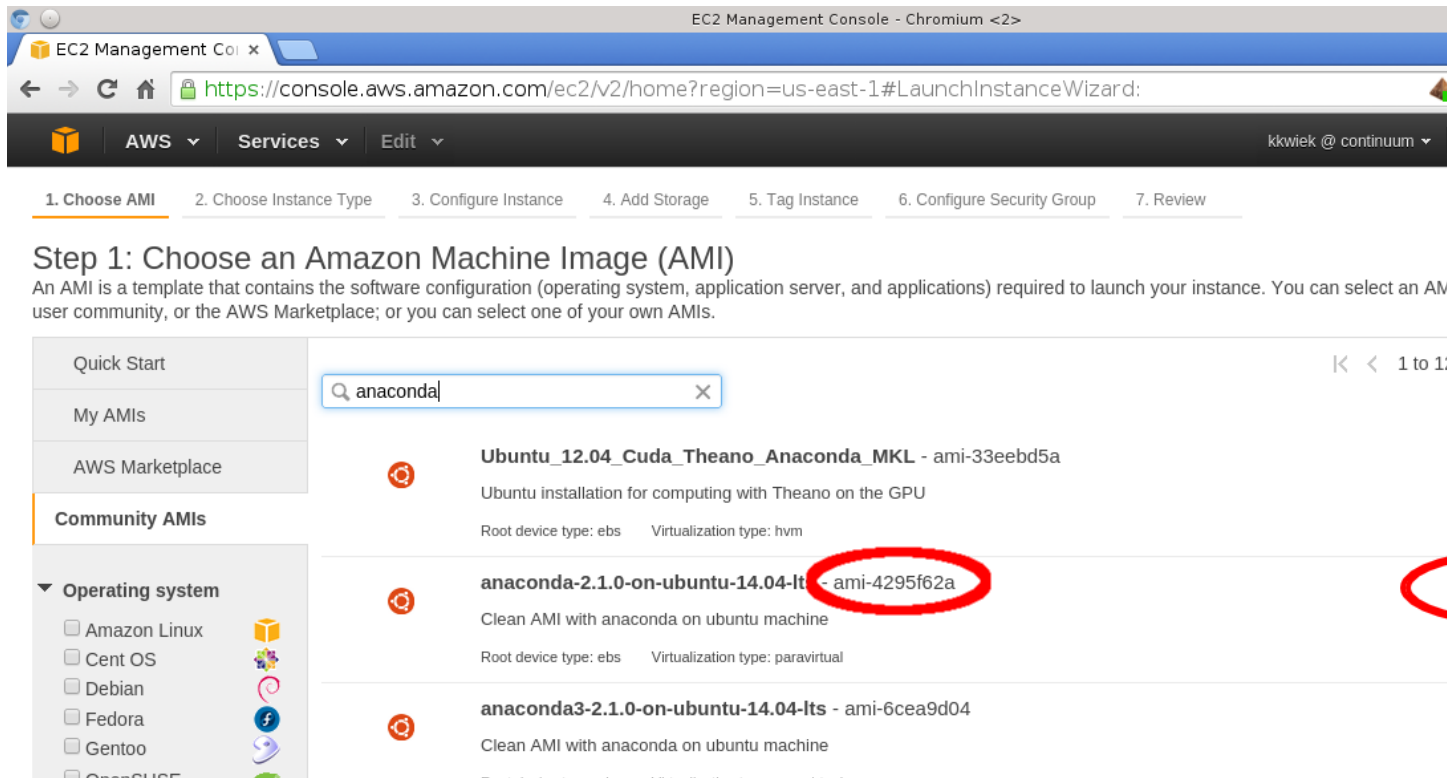 EC2 Management Console - Chromium <2>
EC2 Management Co
https://console.aws.amazon.com/ec2/v2/home?region=us-east-1#LaunchInstanceWizard:
AWS Services Edit kkwiek @ continuum
1. Choose AMI 2. Choose Instance Type 3. Configure Instance 4. Add Storage 5. Tag Instance 6. Configure Security Group 7. Review
Step 1: Choose an Amazon Machine Image (AMI)
An AMI is a template that contains the software configuration (operating system, application server, and applications) required to launch your instance. You can select an AM
user community, or the AWS Marketplace; or you can select one of your own AMIs.
Quick Start
My AMIs
AWS Marketplace
Community AMIs
Operating system
Amazon Linux
Cent OS
Debian
Fedora
Gentoo
1 to 12
anaconda
Ubuntu_12.04_Cuda_Theano_Anaconda_MKL - ami-33eebd5a
Ubuntu installation for computing with Theano on the GPU
Root device type: ebs Virtualization type: hvm
anaconda-2.1.0-on-ubuntu-14.04-lts - ami-4295f62a
Clean AMI with anaconda on ubuntu machine
Root device type: ebs Virtualization type: paravirtual
anaconda3-2.1.0-on-ubuntu-14.04-lts - ami-6cea9d04
Clean AMI with anaconda on ubuntu machine